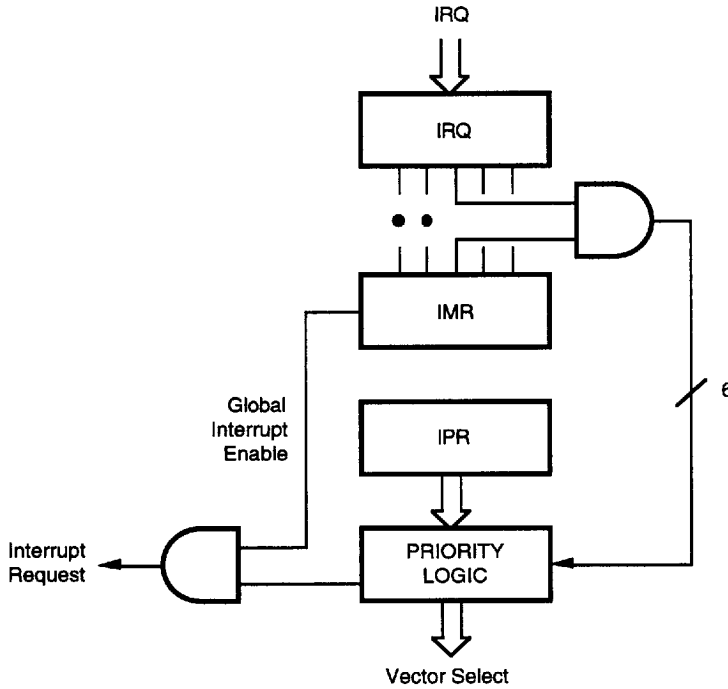 IRQ
IRQ
IMR
6
Global
Interrupt
Enable
IPR
Interrupt
Request
PRIORITY
LOGIC
Vector Select